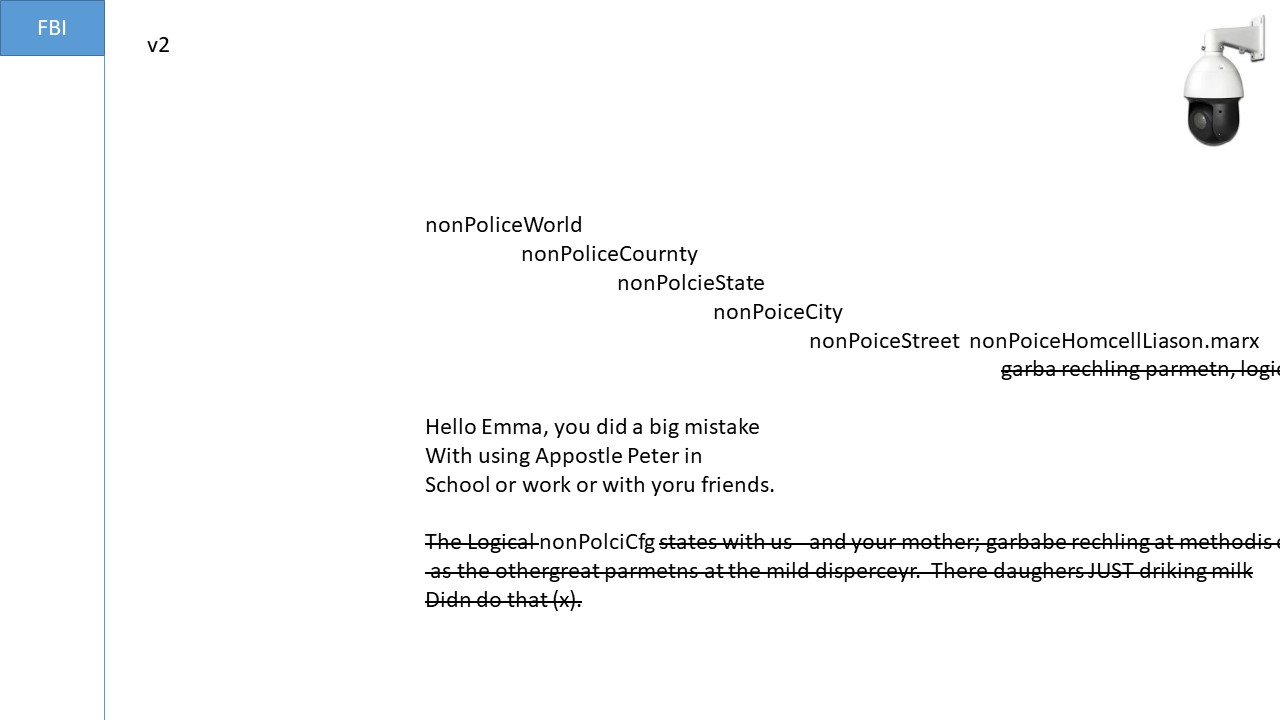 FBI
v2
nonPoliceWorld
nonPoliceCournty
nonPolcieState
nonPoiceCity
nonPoiceStreet nonPoiceHomcellLiason.marx
garba rechling parmetn, logic
Hello Emma, you did a big mistake
With using Appostle Peter in
School or work or with yoru friends.
The Logical nonPolciCfg states with us   and your mother; garbabe rechling at methodis
as the othergreat parmetns at the mild disperceyr.  There daughers JUST driking milk
Didn do that (x).